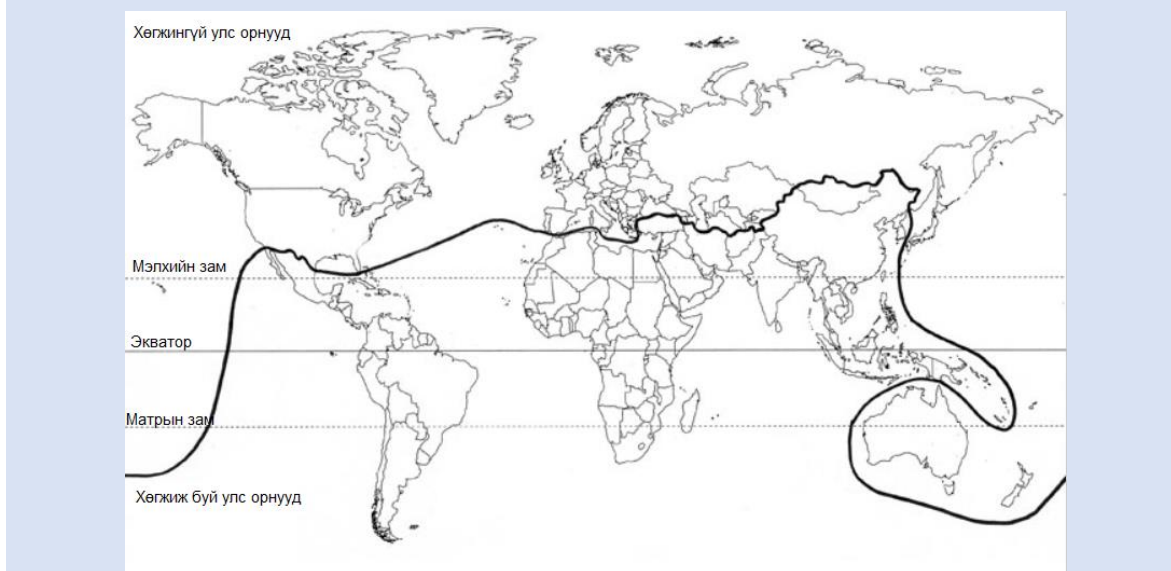 Хөгжингүй улс орнууд
Мэлхийн зам
Экватор
Матрын зам
Хөгжиж буй улс орнууд